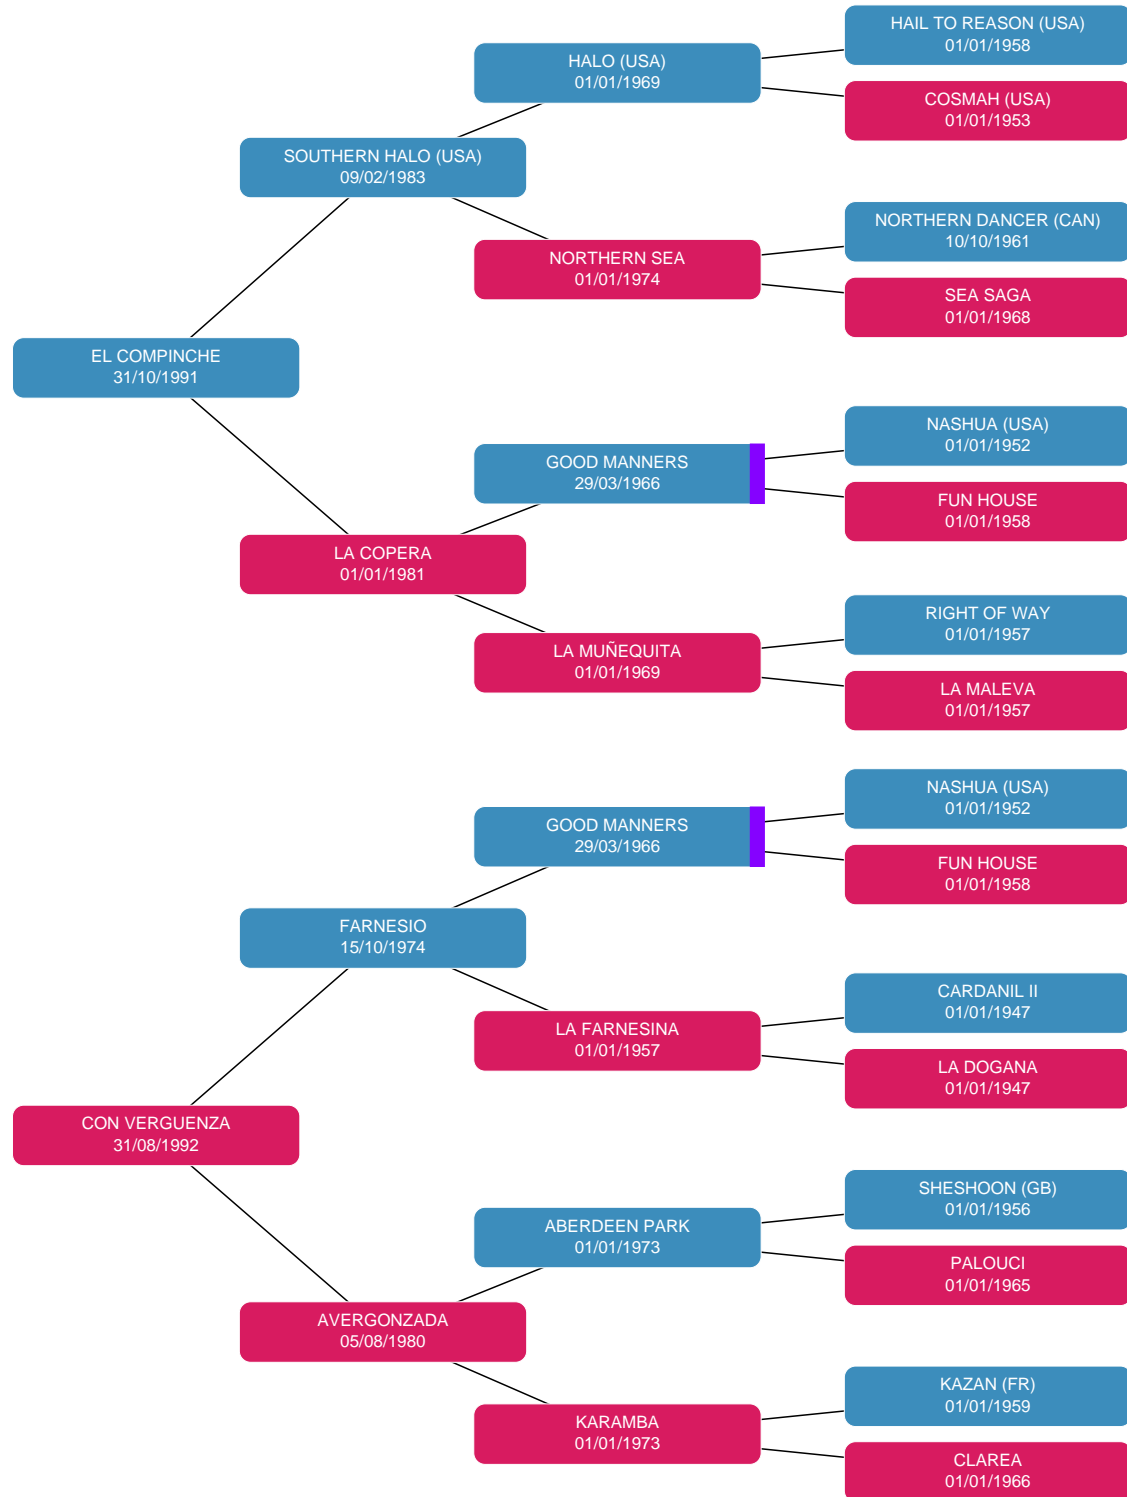 HAIL TO REASON (USA)
01/01/1958
HALO (USA)
01/01/1969
COSMAH (USA)
01/01/1953
SOUTHERN HALO (USA)
09/02/1983
NORTHERN DANCER (CAN)
10/10/1961
NORTHERN SEA
01/01/1974
SEA SAGA
01/01/1968
EL COMPINCHE
31/10/1991
NASHUA (USA)
01/01/1952
GOOD MANNERS
29/03/1966
FUN HOUSE
01/01/1958
LA COPERA
01/01/1981
RIGHT OF WAY
01/01/1957
LA MUÑEQUITA
01/01/1969
LA MALEVA
01/01/1957
NASHUA (USA)
01/01/1952
GOOD MANNERS
29/03/1966
FUN HOUSE
01/01/1958
FARNESIO
15/10/1974
CARDANIL II
01/01/1947
LA FARNESINA
01/01/1957
LA DOGANA
01/01/1947
CON VERGUENZA
31/08/1992
SHESHOON (GB)
01/01/1956
ABERDEEN PARK
01/01/1973
PALOUCI
01/01/1965
AVERGONZADA
05/08/1980
KAZAN (FR)
01/01/1959
KARAMBA
01/01/1973
CLAREA
01/01/1966